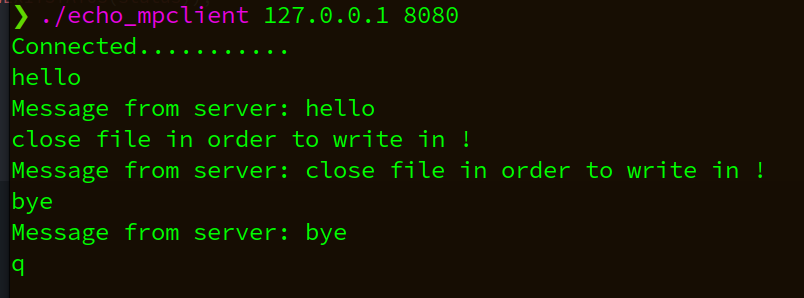 ❯ ./echo_mpclient 127.0.0.1 8080
Connected...........
hello
Message from server: hello
close file in order to write in !
Message from server: close file in order to write in !
bye
Message from server: bye
q